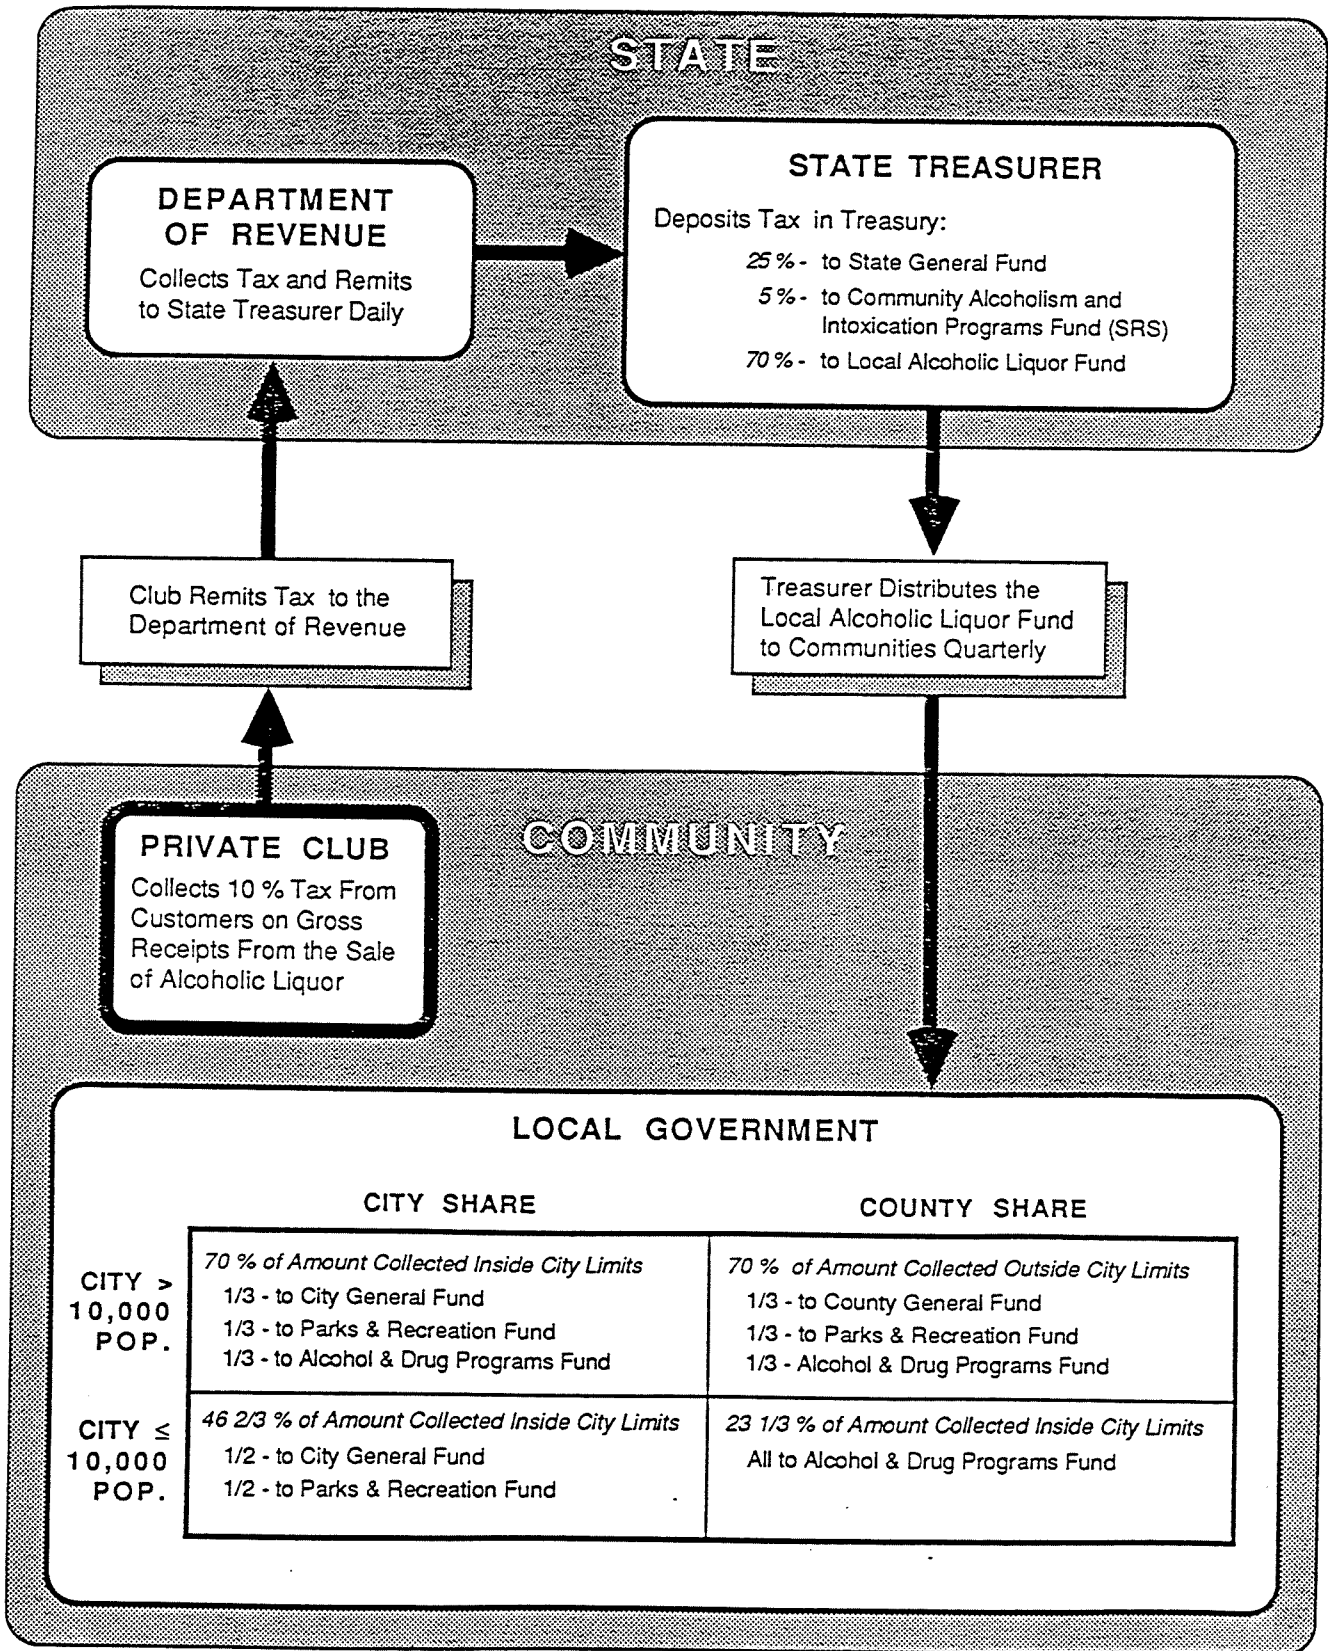 STATE
DEPARTMENT
OF REVENUE
Collects Tax and Remits
to State Treasurer Daily
STATE TREASURER
Deposits Tax in Treasury:
25 % - to State General Fund
5 % - to Community Alcoholism and
Intoxication Programs Fund (SRS)
70 % - to Local Alcoholic Liquor Fund
Club Remits Tax to the
Department of Revenue
Treasurer Distributes the
Local Alcoholic Liquor Fund
to Communities Quarterly
COMMUNITY
PRIVATE CLUB
Collects 10 % Tax From
Customers on Gross
Receipts From the Sale
of Alcoholic Liquor
LOCAL GOVERNMENT
CITY SHARE
COUNTY SHARE
CITY >
10,000
POP.
70 % of Amount Collected Inside City Limits
1/3 - to City General Fund
1/3 - to Parks & Recreation Fund
1/3 - to Alcohol & Drug Programs Fund
70 % of Amount Collected Outside City Limits
1/3 - to County General Fund
1/3 - to Parks & Recreation Fund
1/3 - Alcohol & Drug Programs Fund
CITY ≤
10,000
POP.
46 2/3 % of Amount Collected Inside City Limits
1/2 - to City General Fund
1/2 - to Parks & Recreation Fund
23 1/3 % of Amount Collected Inside City Limits
All to Alcohol & Drug Programs Fund